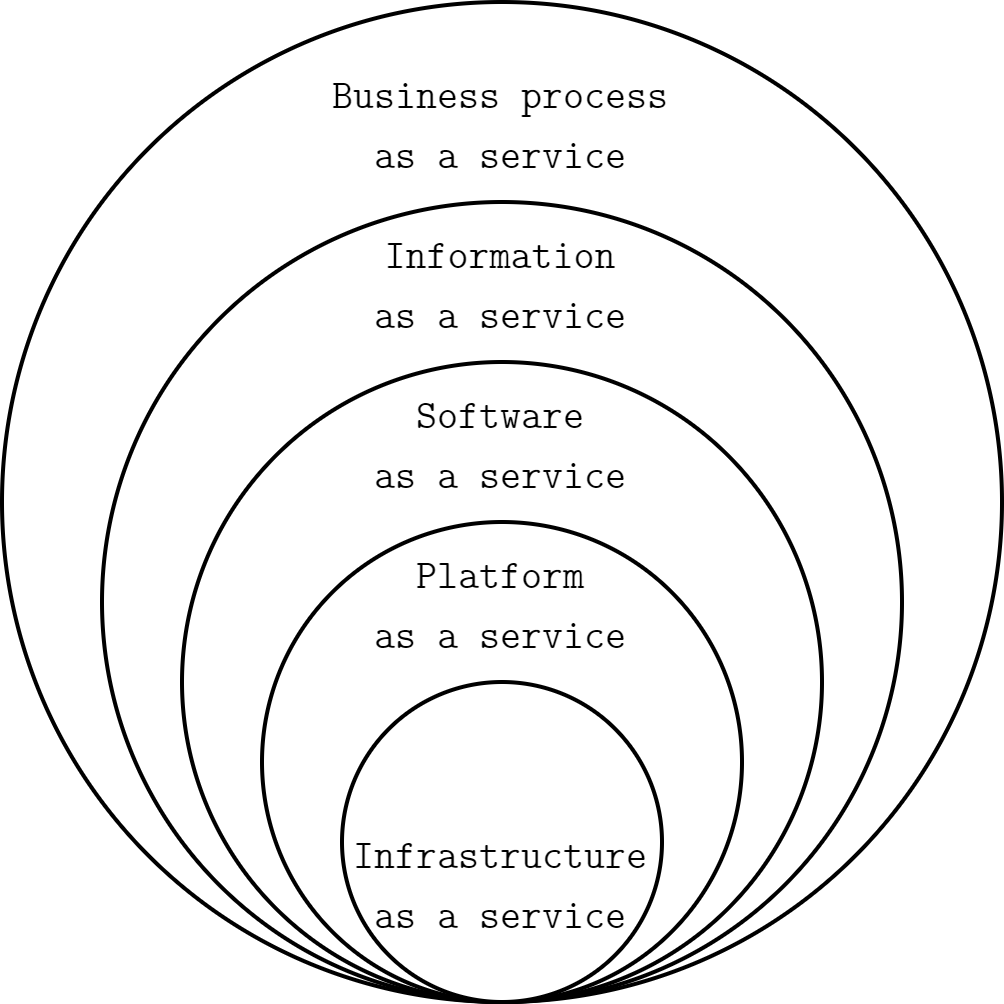 Business process
as a service
Information
as a service
Software
as a service
Platform
as a service
Infrastructure
as a service